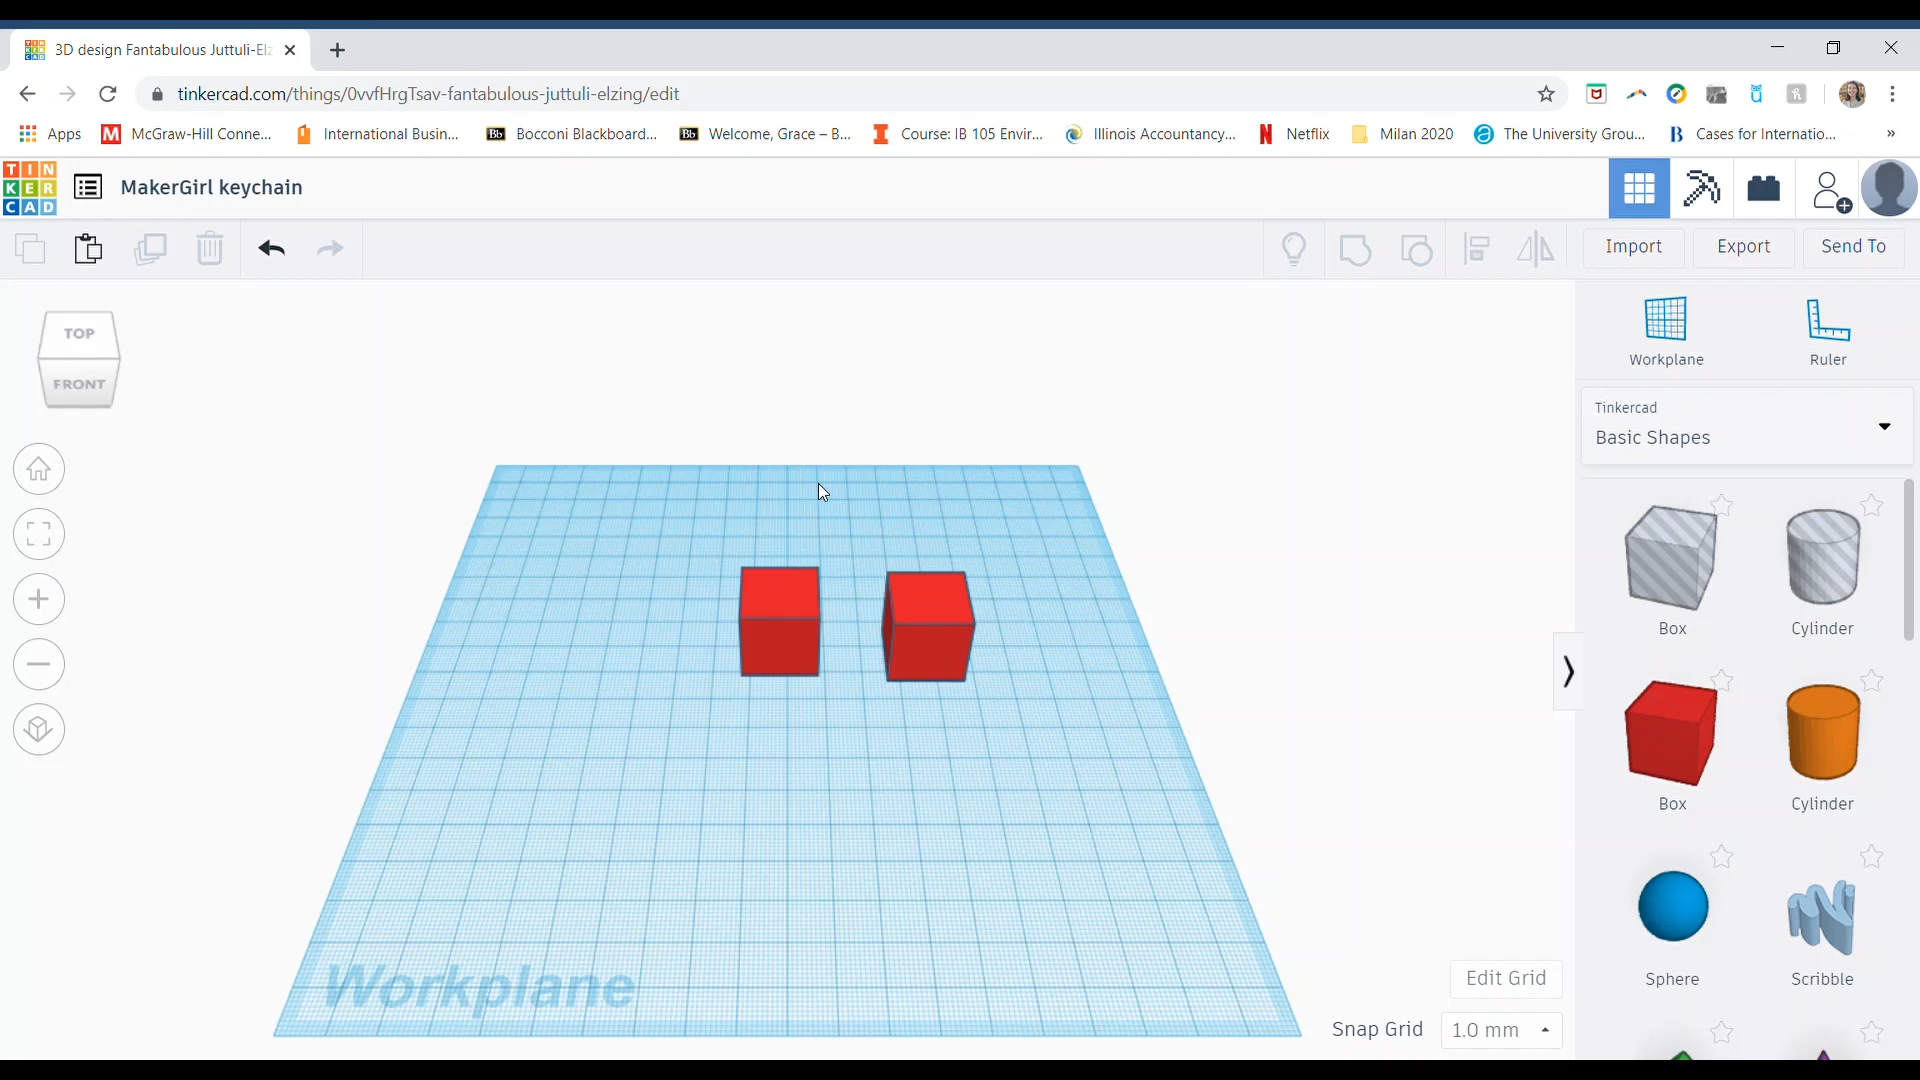 3D design Fantabulous Juttuli-Elz
tinkercad.com/things/0vvfHrgTsav-fantabulous-juttuli-elzing/edit
Apps McGraw-Hill Conne... International Busin... Bb Bocconi Blackboard... Bb Welcome, Grace – B... Course: IB 105 Envir... Illinois Accountancy... Netflix Milan 2020 The University Grou... Cases for Internatio... »
TIN
KER
CAD
MakerGirl keychain
Import Export Send To
TOP
FRONT
Workplane Ruler
Tinkercad
Basic Shapes
Box Cylinder
Box Cylinder
Sphere Scribble
Workplane
Edit Grid
Snap Grid 1.0 mm